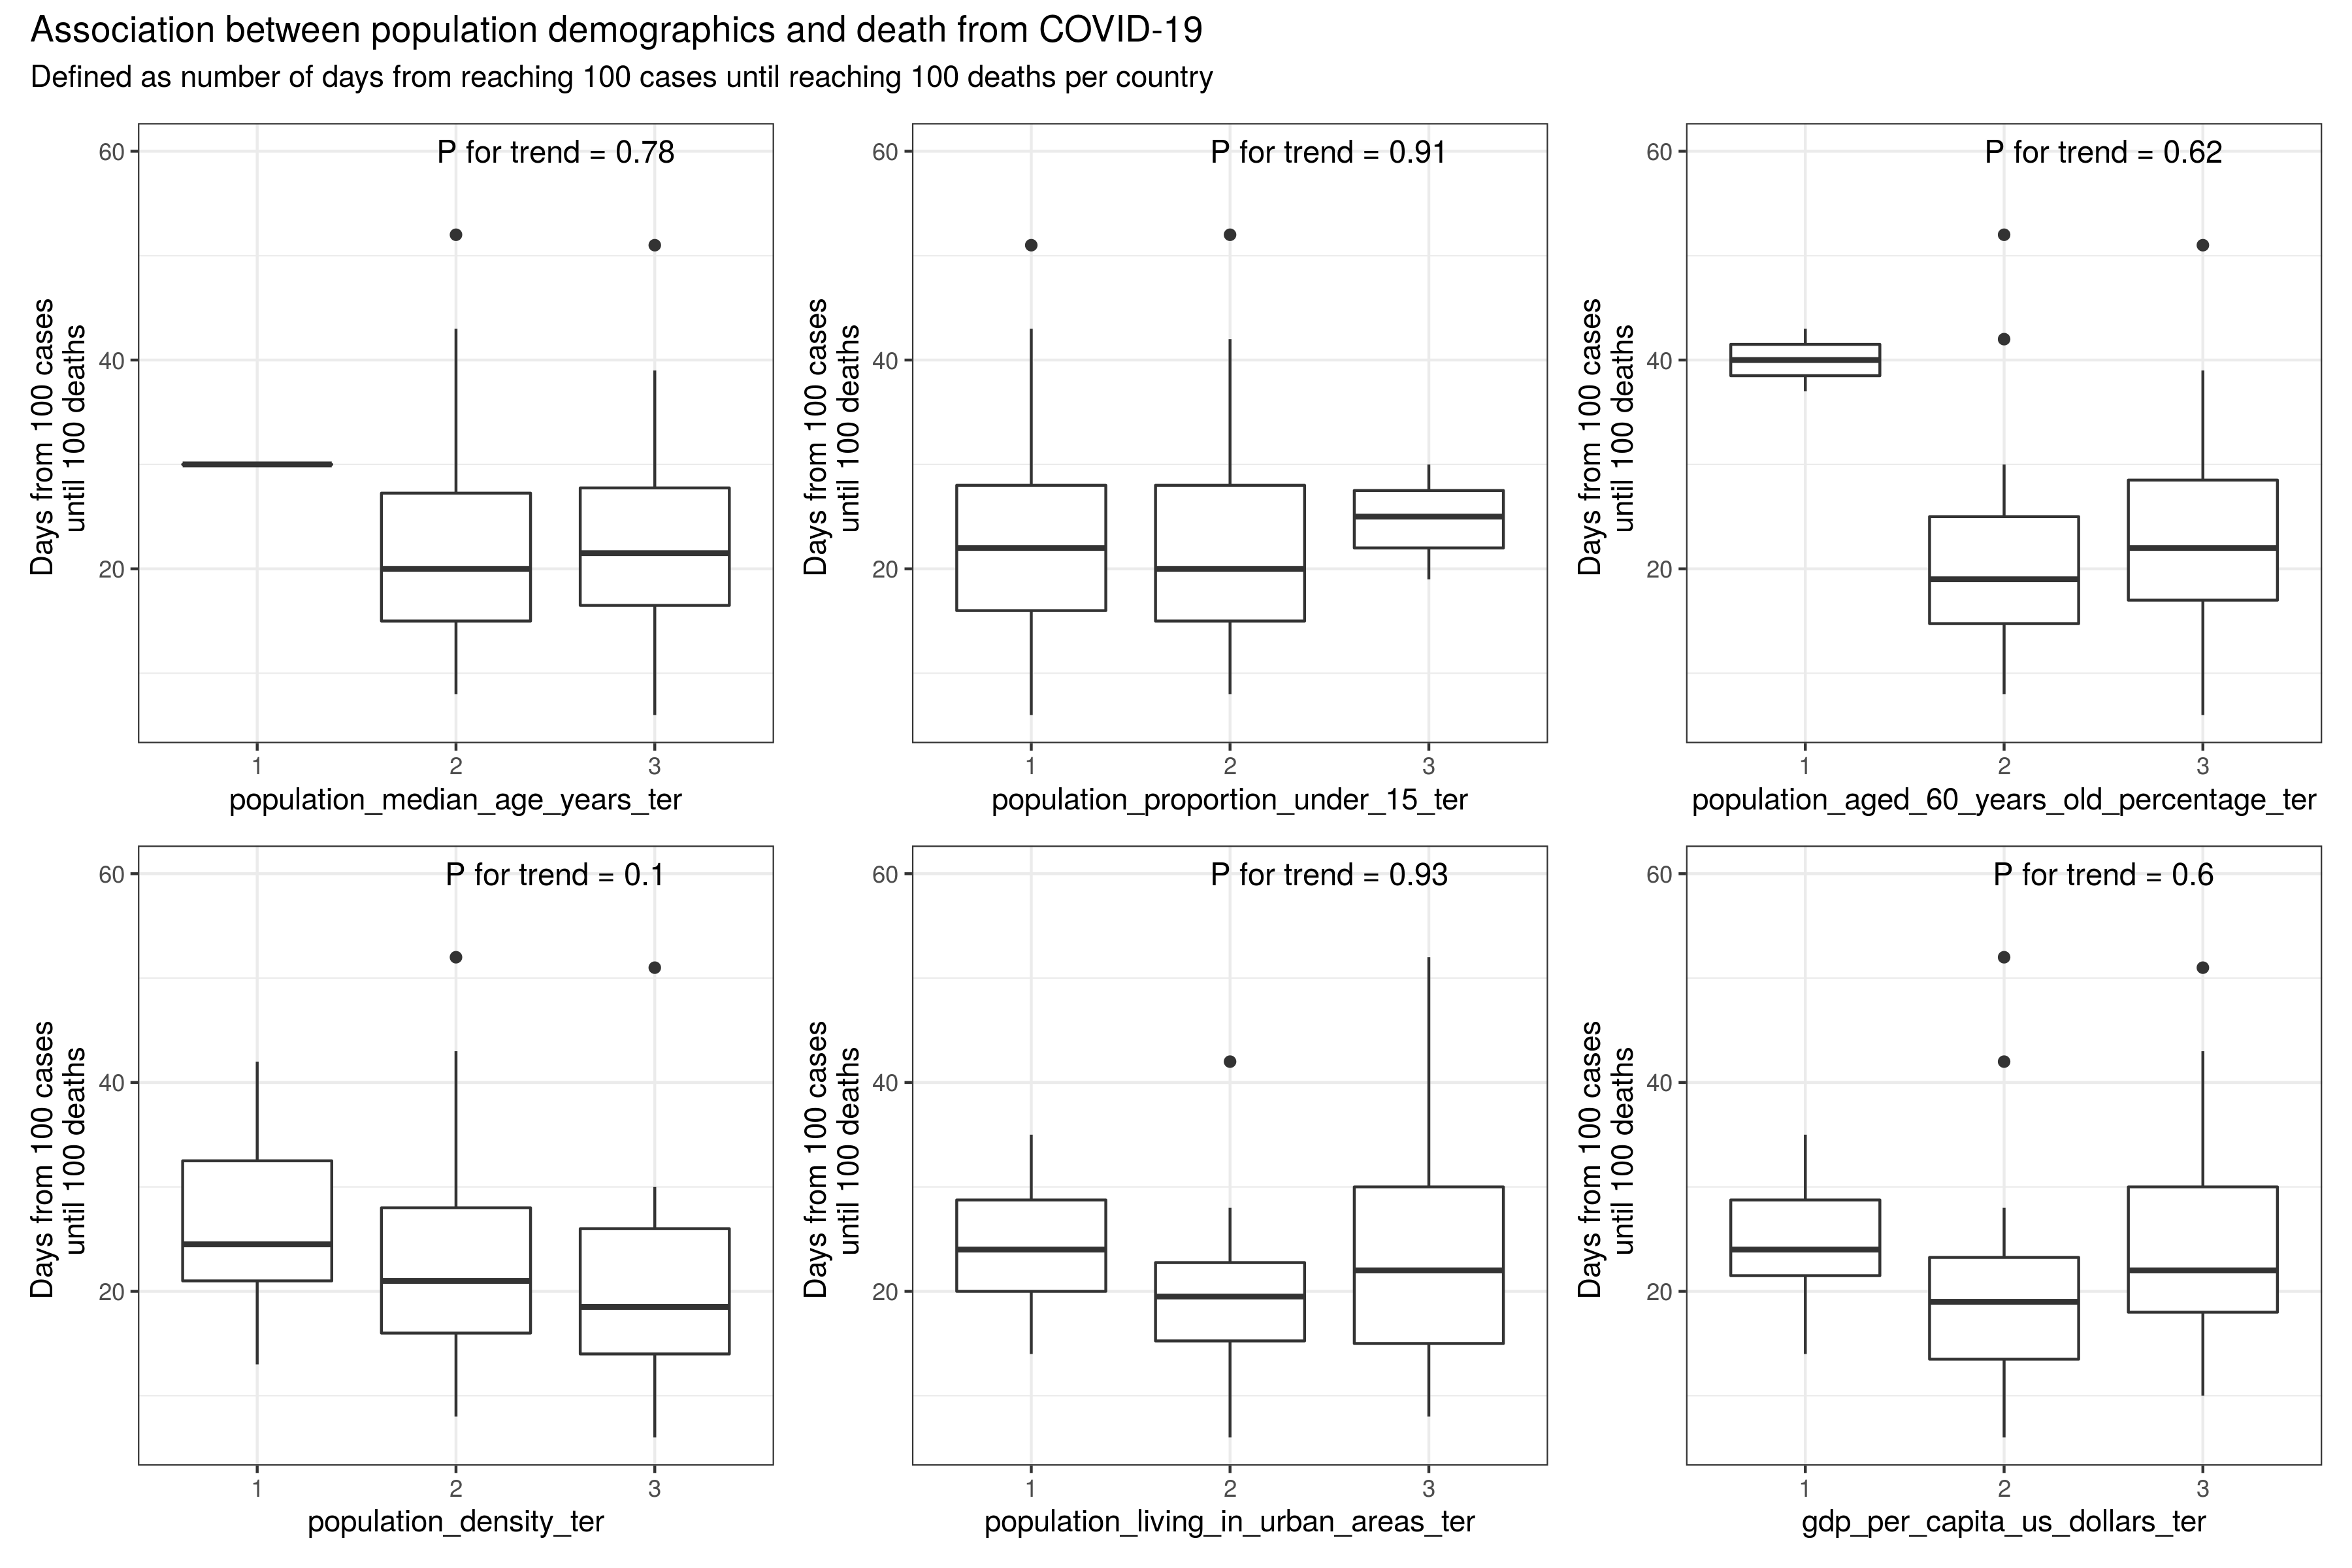 Association between population demographics and death from COVID-19
Defined as number of days from reaching 100 cases until reaching 100 deaths per country
Days from 100 cases
until 100 deaths
60
40
20
P for trend = 0.78
1 2 3
population_median_age_years_ter
Days from 100 cases
until 100 deaths
60
40
20
P for trend = 0.91
1 2 3
population_proportion_under_15_ter
Days from 100 cases
until 100 deaths
60
40
20
P for trend = 0.62
1 2 3
population_aged_60_years_old_percentage_ter
Days from 100 cases
until 100 deaths
60
40
20
P for trend = 0.1
1 2 3
population_density_ter
Days from 100 cases
until 100 deaths
60
40
20
P for trend = 0.93
1 2 3
population_living_in_urban_areas_ter
Days from 100 cases
until 100 deaths
60
40
20
P for trend = 0.6
1 2 3
gdp_per_capita_us_dollars_ter